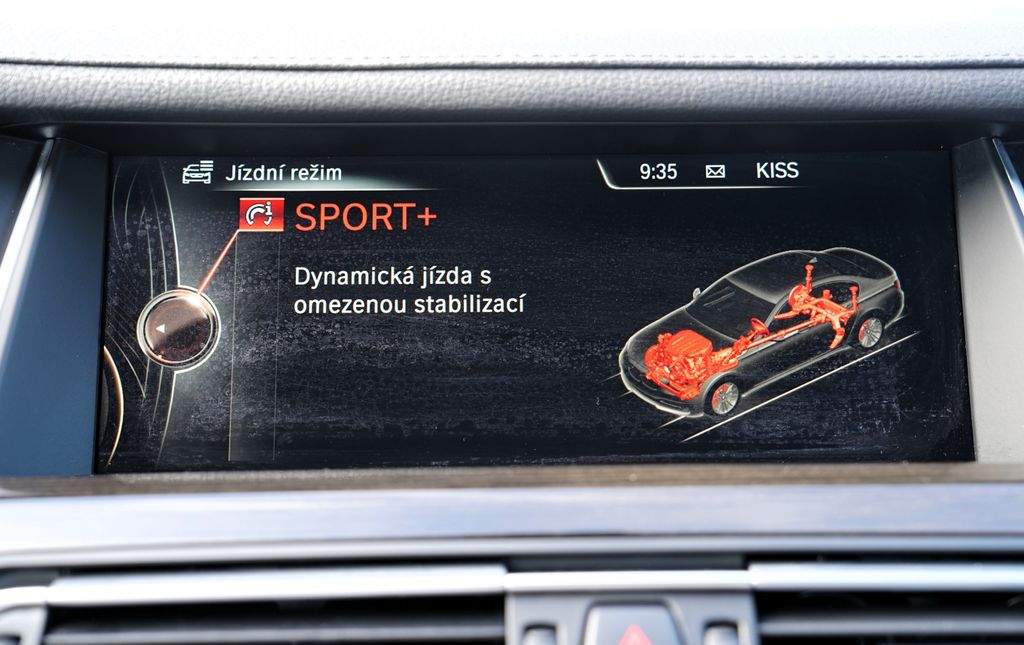 Jízdní režim
9:35
KISS
SPORT+
Dynamická jízda s
omezenou stabilizací